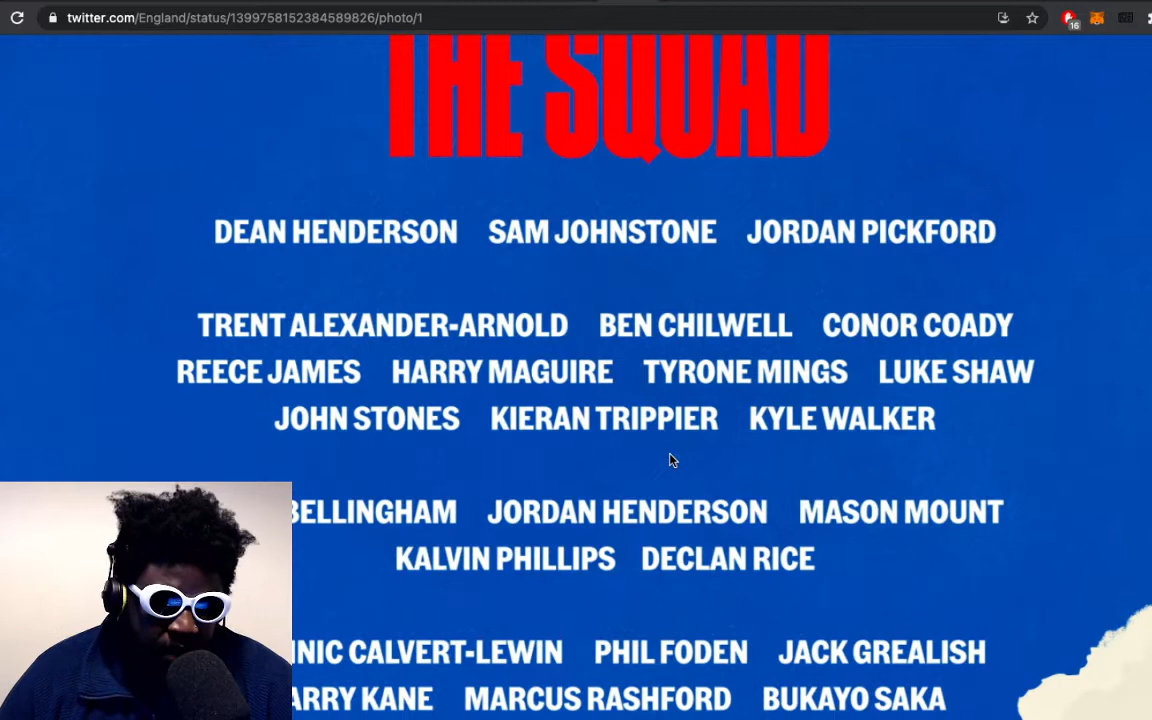 twitter.com/England/status/1399758152384589826/photo/1
16
THE SQUAD
DEAN HENDERSON SAM JOHNSTONE JORDAN PICKFORD
TRENT ALEXANDER-ARNOLD BEN CHILWELL CONOR COADY
REECE JAMES HARRY MAGUIRE TYRONE MINGS LUKE SHAW
JOHN STONES KIERAN TRIPPIER KYLE WALKER
BELLINGHAM JORDAN HENDERSON MASON MOUNT
KALVIN PHILLIPS DECLAN RICE
INIC CALVERT-LEWIN PHIL FODEN JACK GREALISH
ARRY KANE MARCUS RASHFORD BUKAYO SAKA